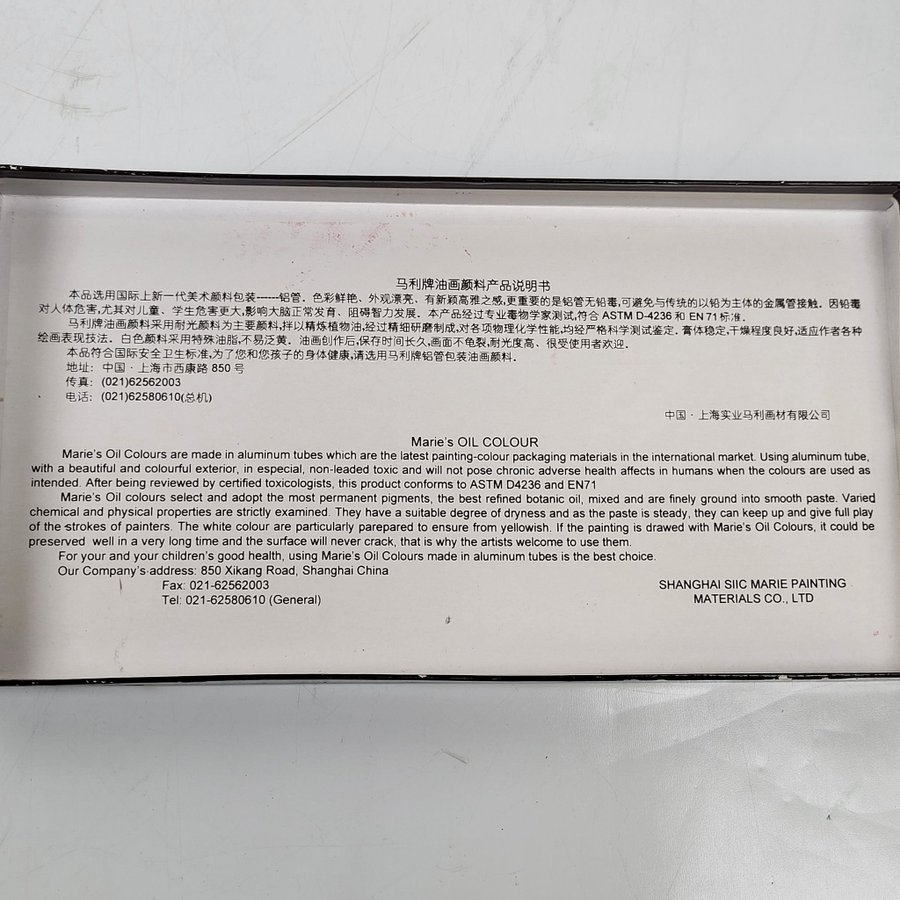 马利牌油画颜料产品说明书
本品选用国际上新一代美术颜料包装------铝管。色彩鲜艳、外观漂亮、有新颖高雅之感,更重要的是铝管无铅毒,可避免与传统的以铅为主体的金属管接触。因铅毒
对人体危害,尤其对儿童、学生危害更大,影响大脑正常发育、阻碍智力发展。本产品经过专业毒物学家测试,符合 ASTM D-4236 和 EN 71标准。
马利牌油画颜料采用耐光颜料为主要颜料,拌以精炼植物油,经过精细研磨制成,对各项物理化学性能,均经严格科学测试鉴定。膏体稳定,干燥程度良好,适应作者各种
绘画表现技法。白色颜料采用特殊油脂,不易泛黄。油画创作后,保存时间长久,画面不龟裂,耐光度高、很受使用者欢迎.
本品符合国际安全卫生标准,为了您和您孩子的身体健康,请选用马利牌铝管包装油画颜料.
地址: 中国·上海市西康路 850 号
传真: (021)62562003
电话: (021)62580610(总机)
中国·上海实业马利画材有限公司
Marie's OIL COLOUR
Marie's Oil Colours are made in aluminum tubes which are the latest painting-colour packaging materials in the international market. Using aluminum tube,
with a beautiful and colourful exterior, in especial, non-leaded toxic and will not pose chronic adverse health affects in humans when the colours are used as
intended. After being reviewed by certified toxicologists, this product conforms to ASTM D4236 and EN71
Marie's Oil colours select and adopt the most permanent pigments, the best refined botanic oil, mixed and are finely ground into smooth paste. Varied
chemical and physical properties are strictly examined. They have a suitable degree of dryness and as the paste is steady, they can keep up and give full play
of the strokes of painters. The white colour are particularly parepared to ensure from yellowish. If the painting is drawed with Marie's Oil Colours, it could be
preserved well in a very long time and the surface will never crack, that is why the artists welcome to use them.
For your and your children's good health, using Marie's Oil Colours made in aluminum tubes is the best choice.
Our Company's address: 850 Xikang Road, Shanghai China
Fax: 021-62562003
Tel: 021-62580610 (General)
SHANGHAI SIIC MARIE PAINTING
MATERIALS CO., LTD